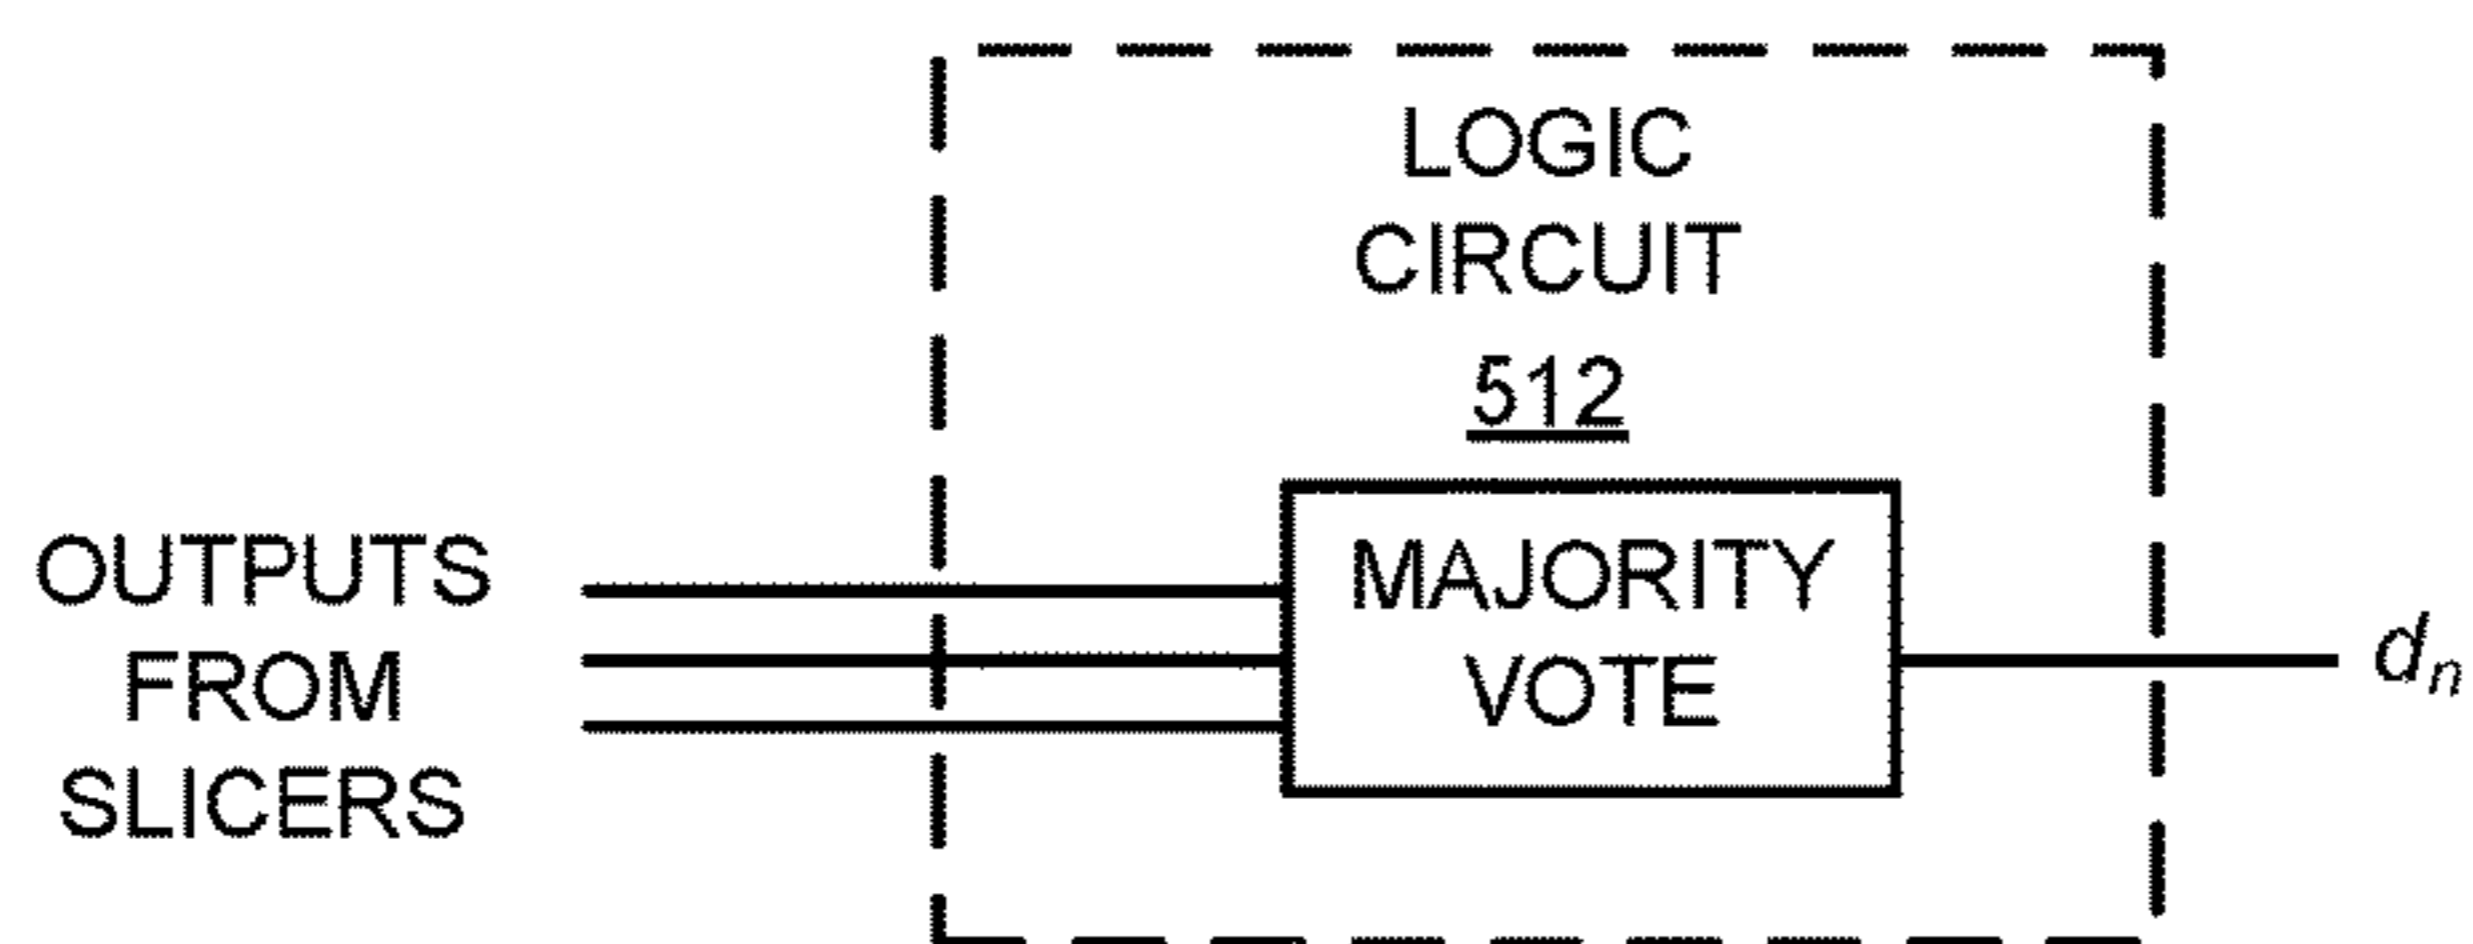 LOGIC
CIRCUIT
512
OUTPUTS
FROM
SLICERS
MAJORITY
VOTE
dn